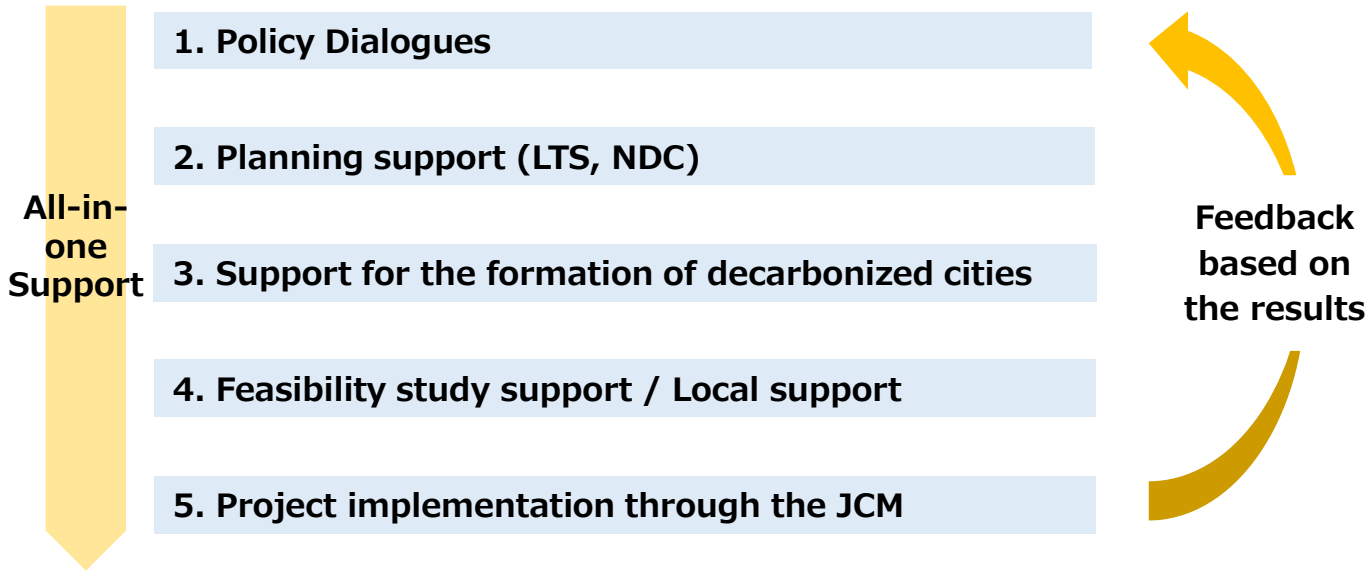 All-in-
one
Support
1. Policy Dialogues
2. Planning support (LTS, NDC)
3. Support for the formation of decarbonized cities
4. Feasibility study support / Local support
5. Project implementation through the JCM
Feedback
based on
the results